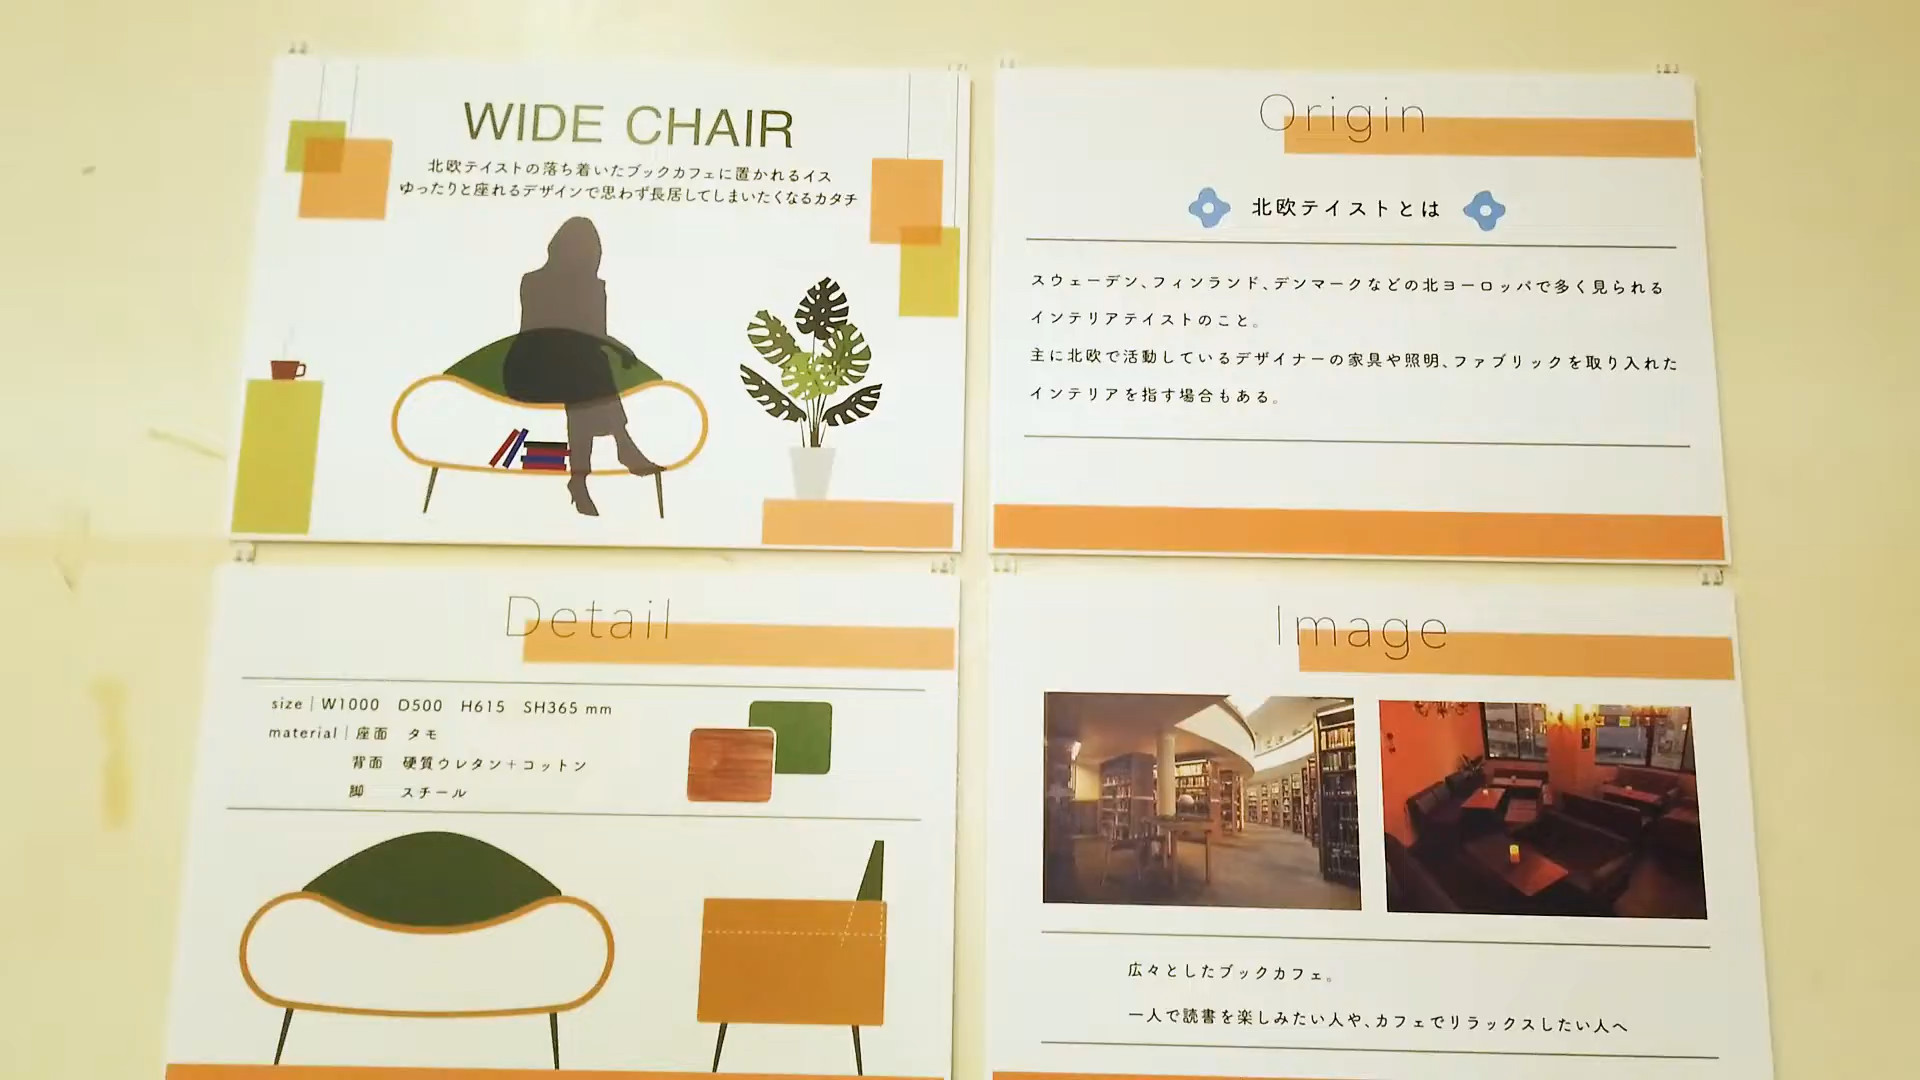 WIDE CHAIR
北欧テイストの落ち着いたブックカフェに置かれるイス
ゆったりと座れるデザインで思わず長居してしまいたくなるカタチ
Origin
北欧テイストとは
スウェーデン、フィンランド、デンマークなどの北ヨーロッパで多く見られる
インテリアテイストのこと。
主に北欧で活動しているデザイナーの家具や照明、ファブリックを取り入れた
インテリアを指す場合もある。
Detail
size｜W1000 D500 H615 SH365 mm
material｜座面 タモ
背面 硬質ウレタン＋コットン
脚 スチール
Image
広々としたブックカフェ。
一人で読書を楽しみたい人や、カフェでリラックスしたい人へ